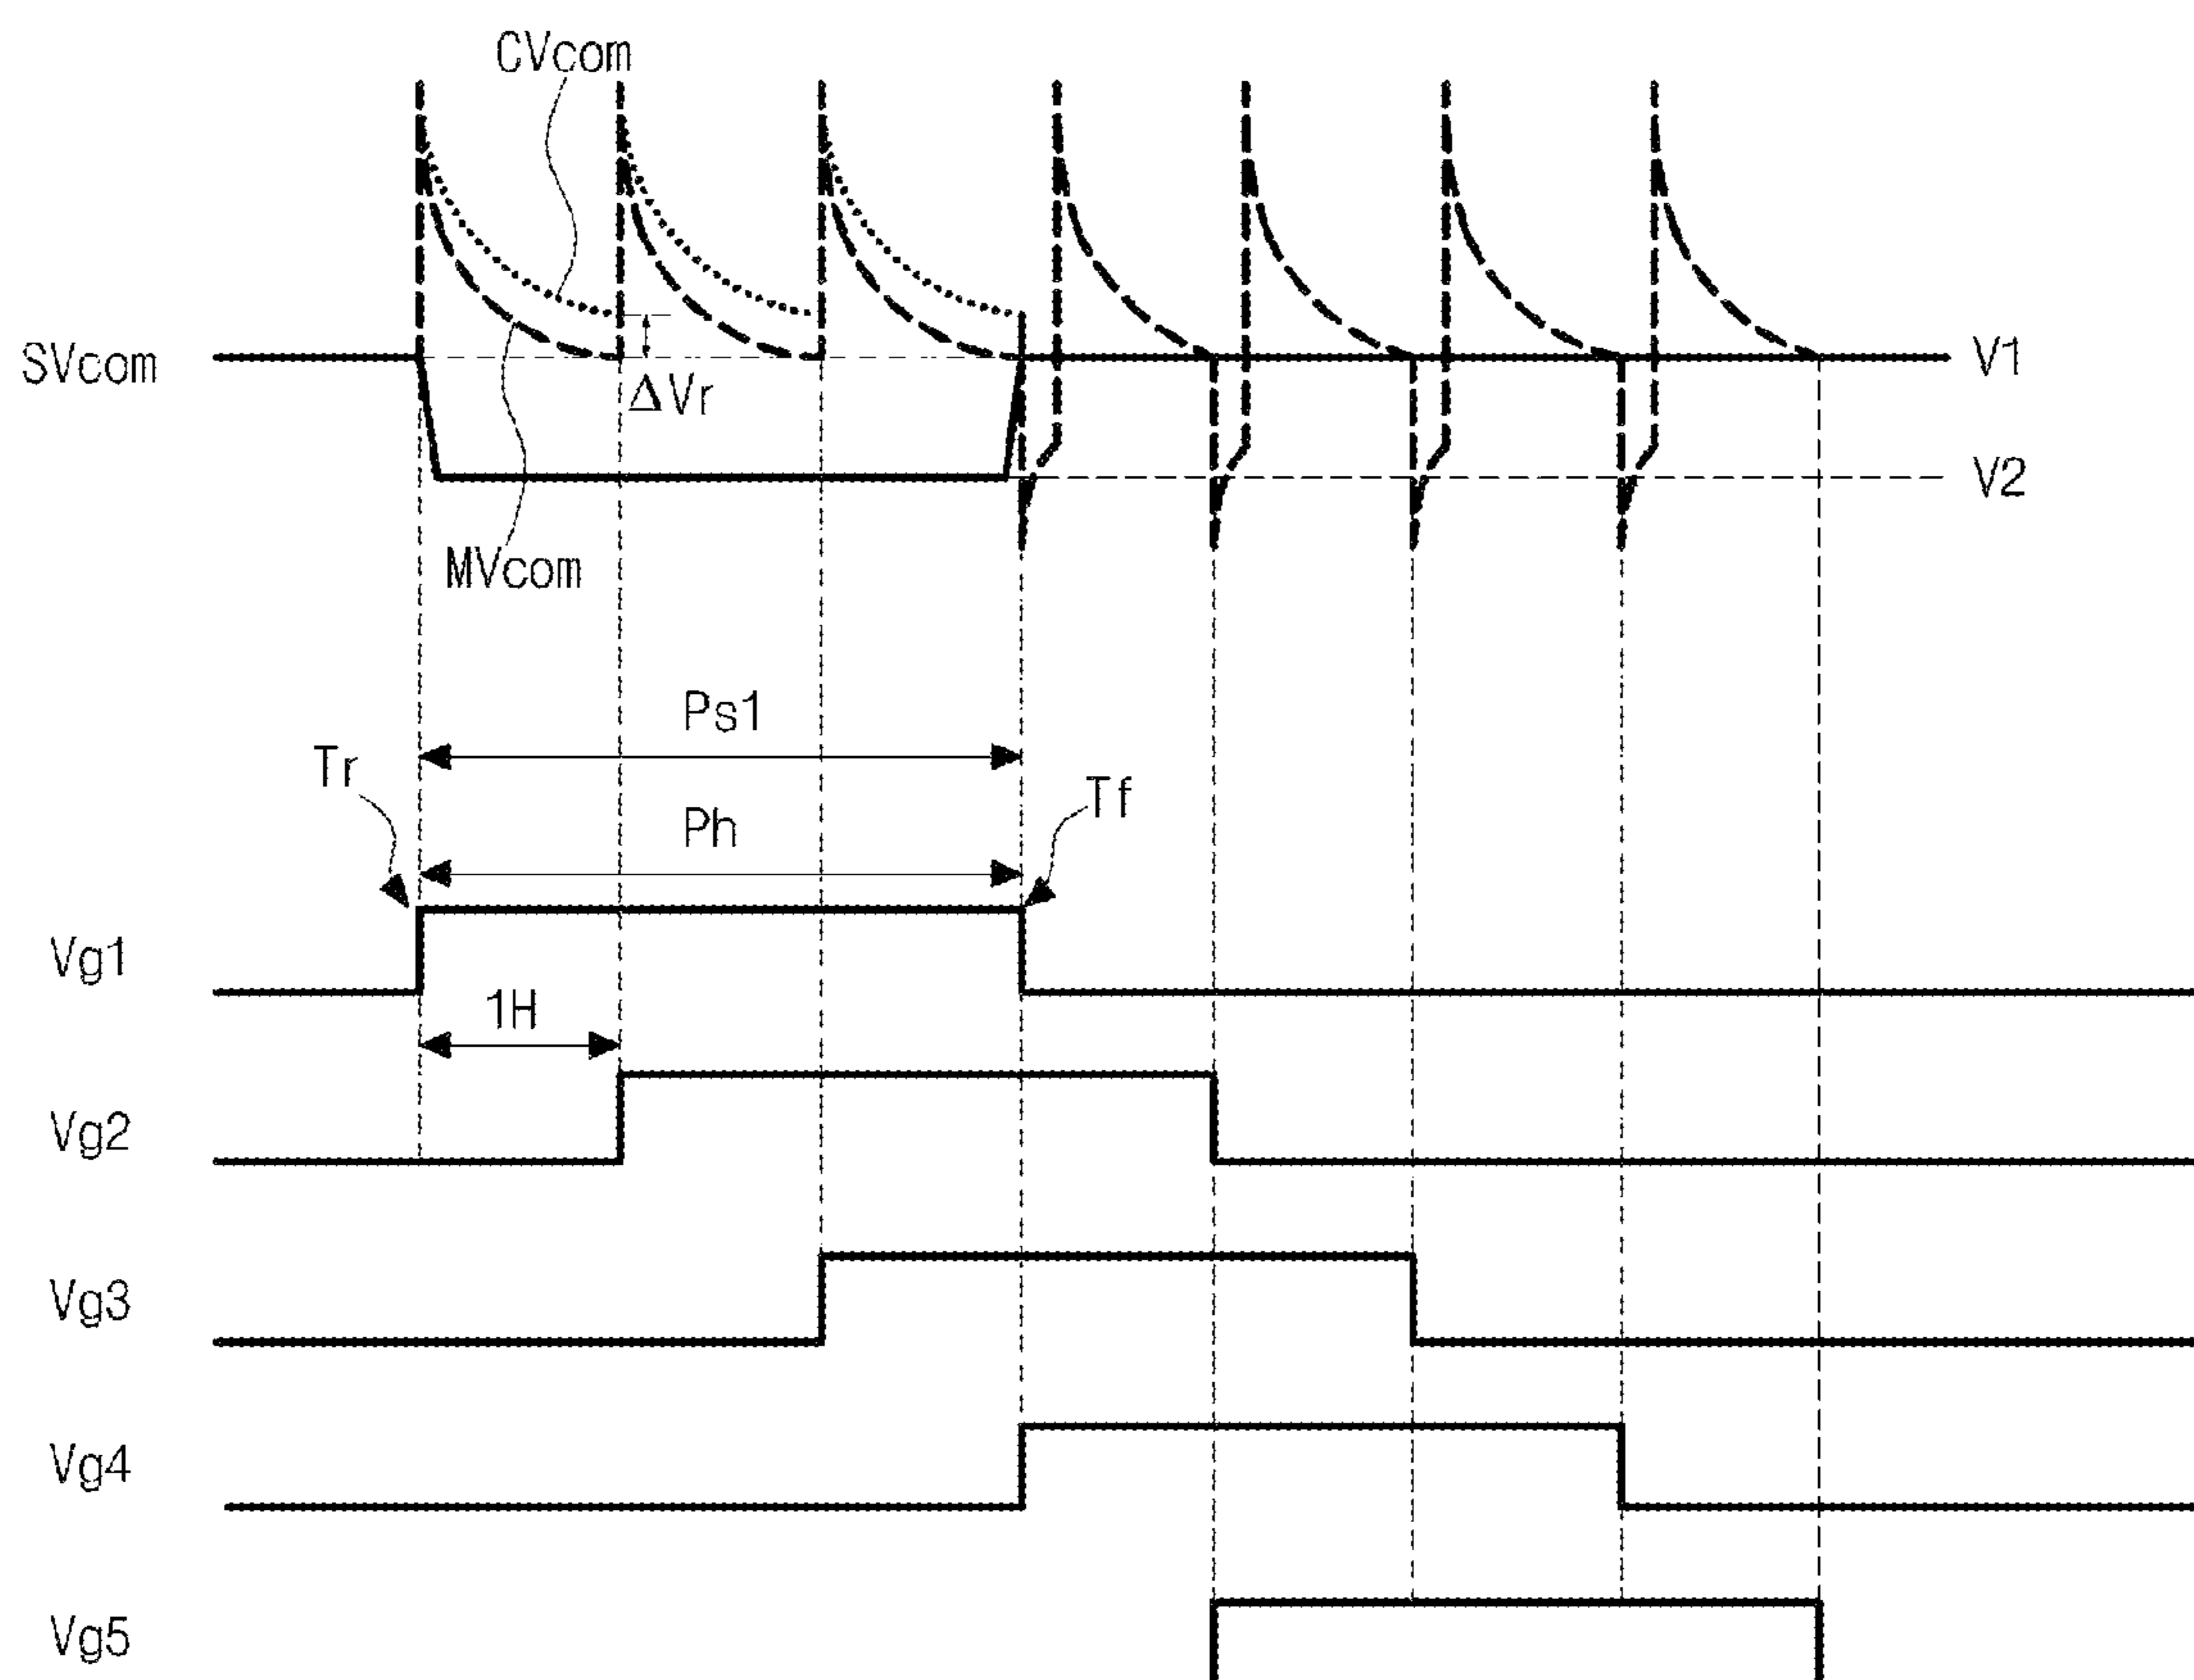 CVcom
SVcom
V1
ΔVr
V2
MVcom
Ps1
Tr
Tf
Ph
Vg1
1H
Vg2
Vg3
Vg4
Vg5